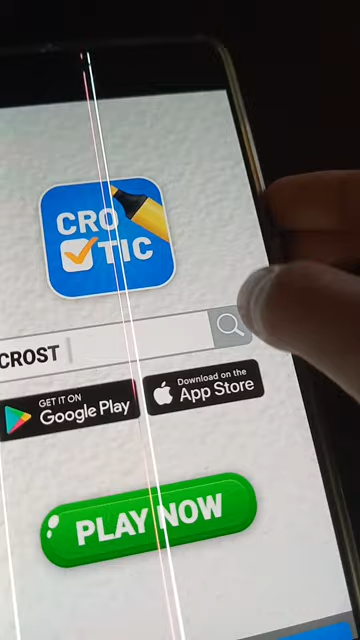 CRO
TIC
CROST
GET IT ON
Google Play
Download on the
App Store
PLAY NOW